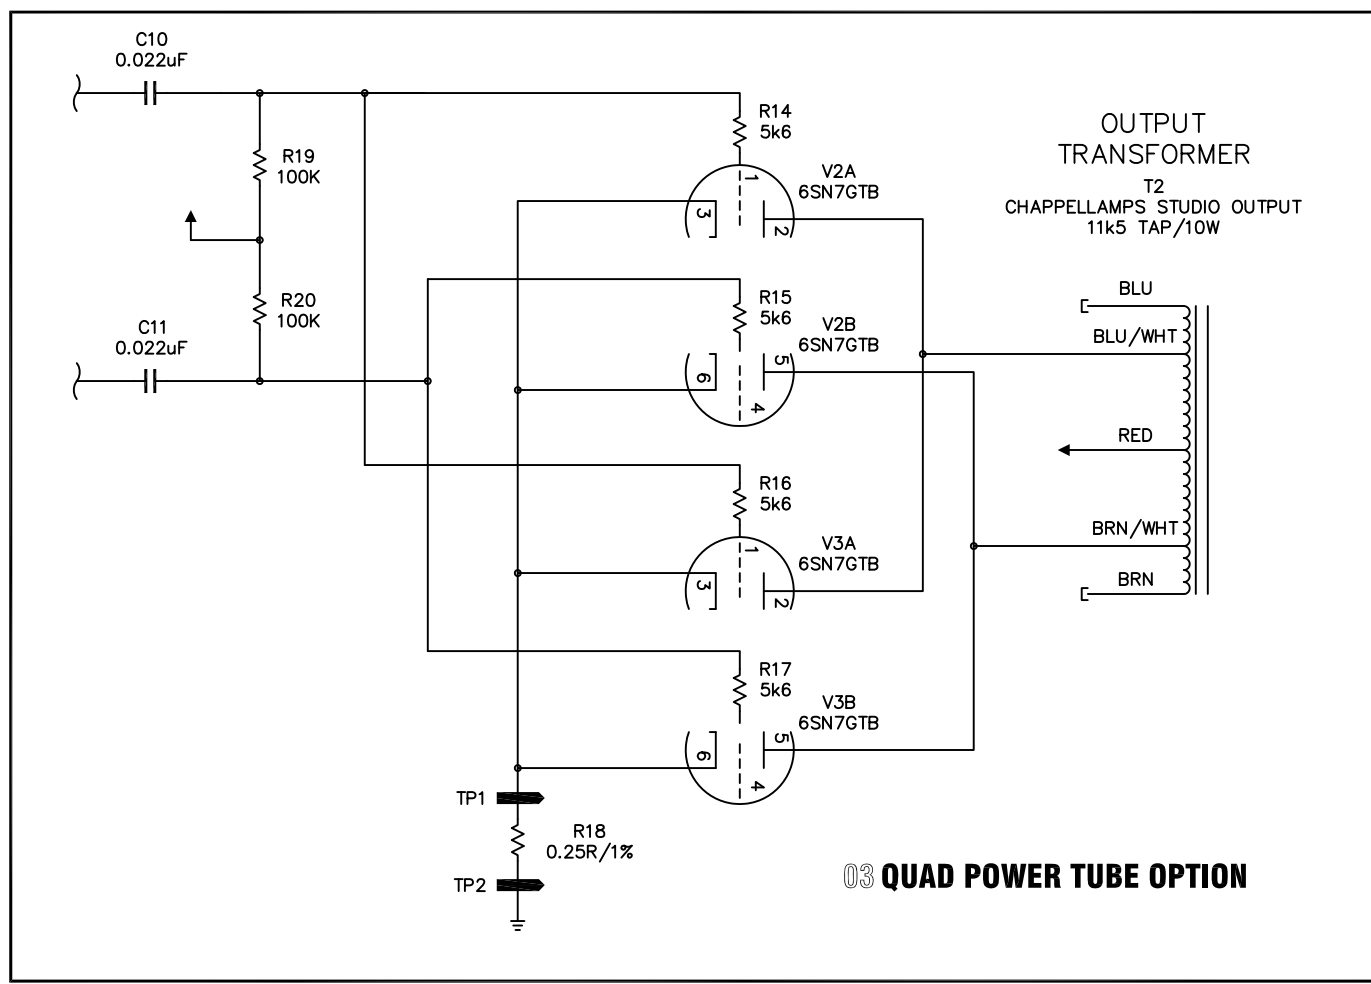 C10
0.022uF
R19
100K
R20
100K
C11
0.022uF
R14
5k6
V2A
6SN7GTB
1
3
2
R15
5k6
V2B
6SN7GTB
5
6
4
R16
5k6
V3A
6SN7GTB
1
3
2
R17
5k6
V3B
6SN7GTB
5
6
4
TP1
R18
0.25R/1%
TP2
OUTPUT
TRANSFORMER
T2
CHAPPELLAMPS STUDIO OUTPUT
11k5 TAP/10W
BLU
BLU/WHT
RED
BRN/WHT
BRN
03 QUAD POWER TUBE OPTION